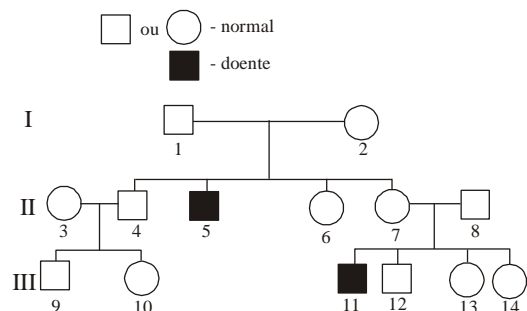 ou - normal
- doente
I
1 2
II
3 4 5 6 7 8
III
9 10 11 12 13 14